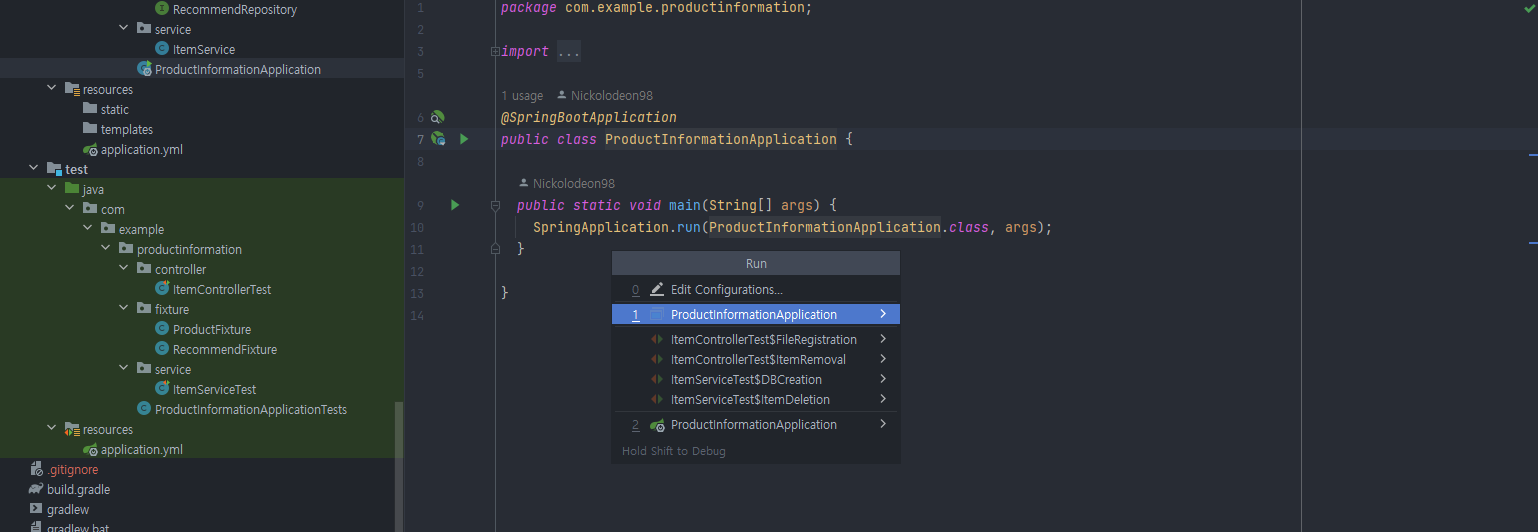 RecommendRepository
service
ItemService
ProductInformationApplication
resources
static
templates
application.yml
test
java
com
example
productinformation
controller
ItemControllerTest
fixture
ProductFixture
RecommendFixture
service
ItemServiceTest
ProductInformationApplicationTests
resources
application.yml
.gitignore
build.gradle
gradlew
gradlew.bat
1 package com.example.productinformation;
2
3 import ...
5
1 usage Nickolodeon98
6 @SpringBootApplication
7 public class ProductInformationApplication {
8
Nickolodeon98
9 public static void main(String[] args) {
10 SpringApplication.run(ProductInformationApplication.class, args);
11 }
12
13 }
14
Run
0 Edit Configurations...
1 ProductInformationApplication
ItemControllerTest$FileRegistration
ItemControllerTest$ItemRemoval
ItemServiceTest$DBCreation
ItemServiceTest$ItemDeletion
2 ProductInformationApplication
Hold Shift to Debug